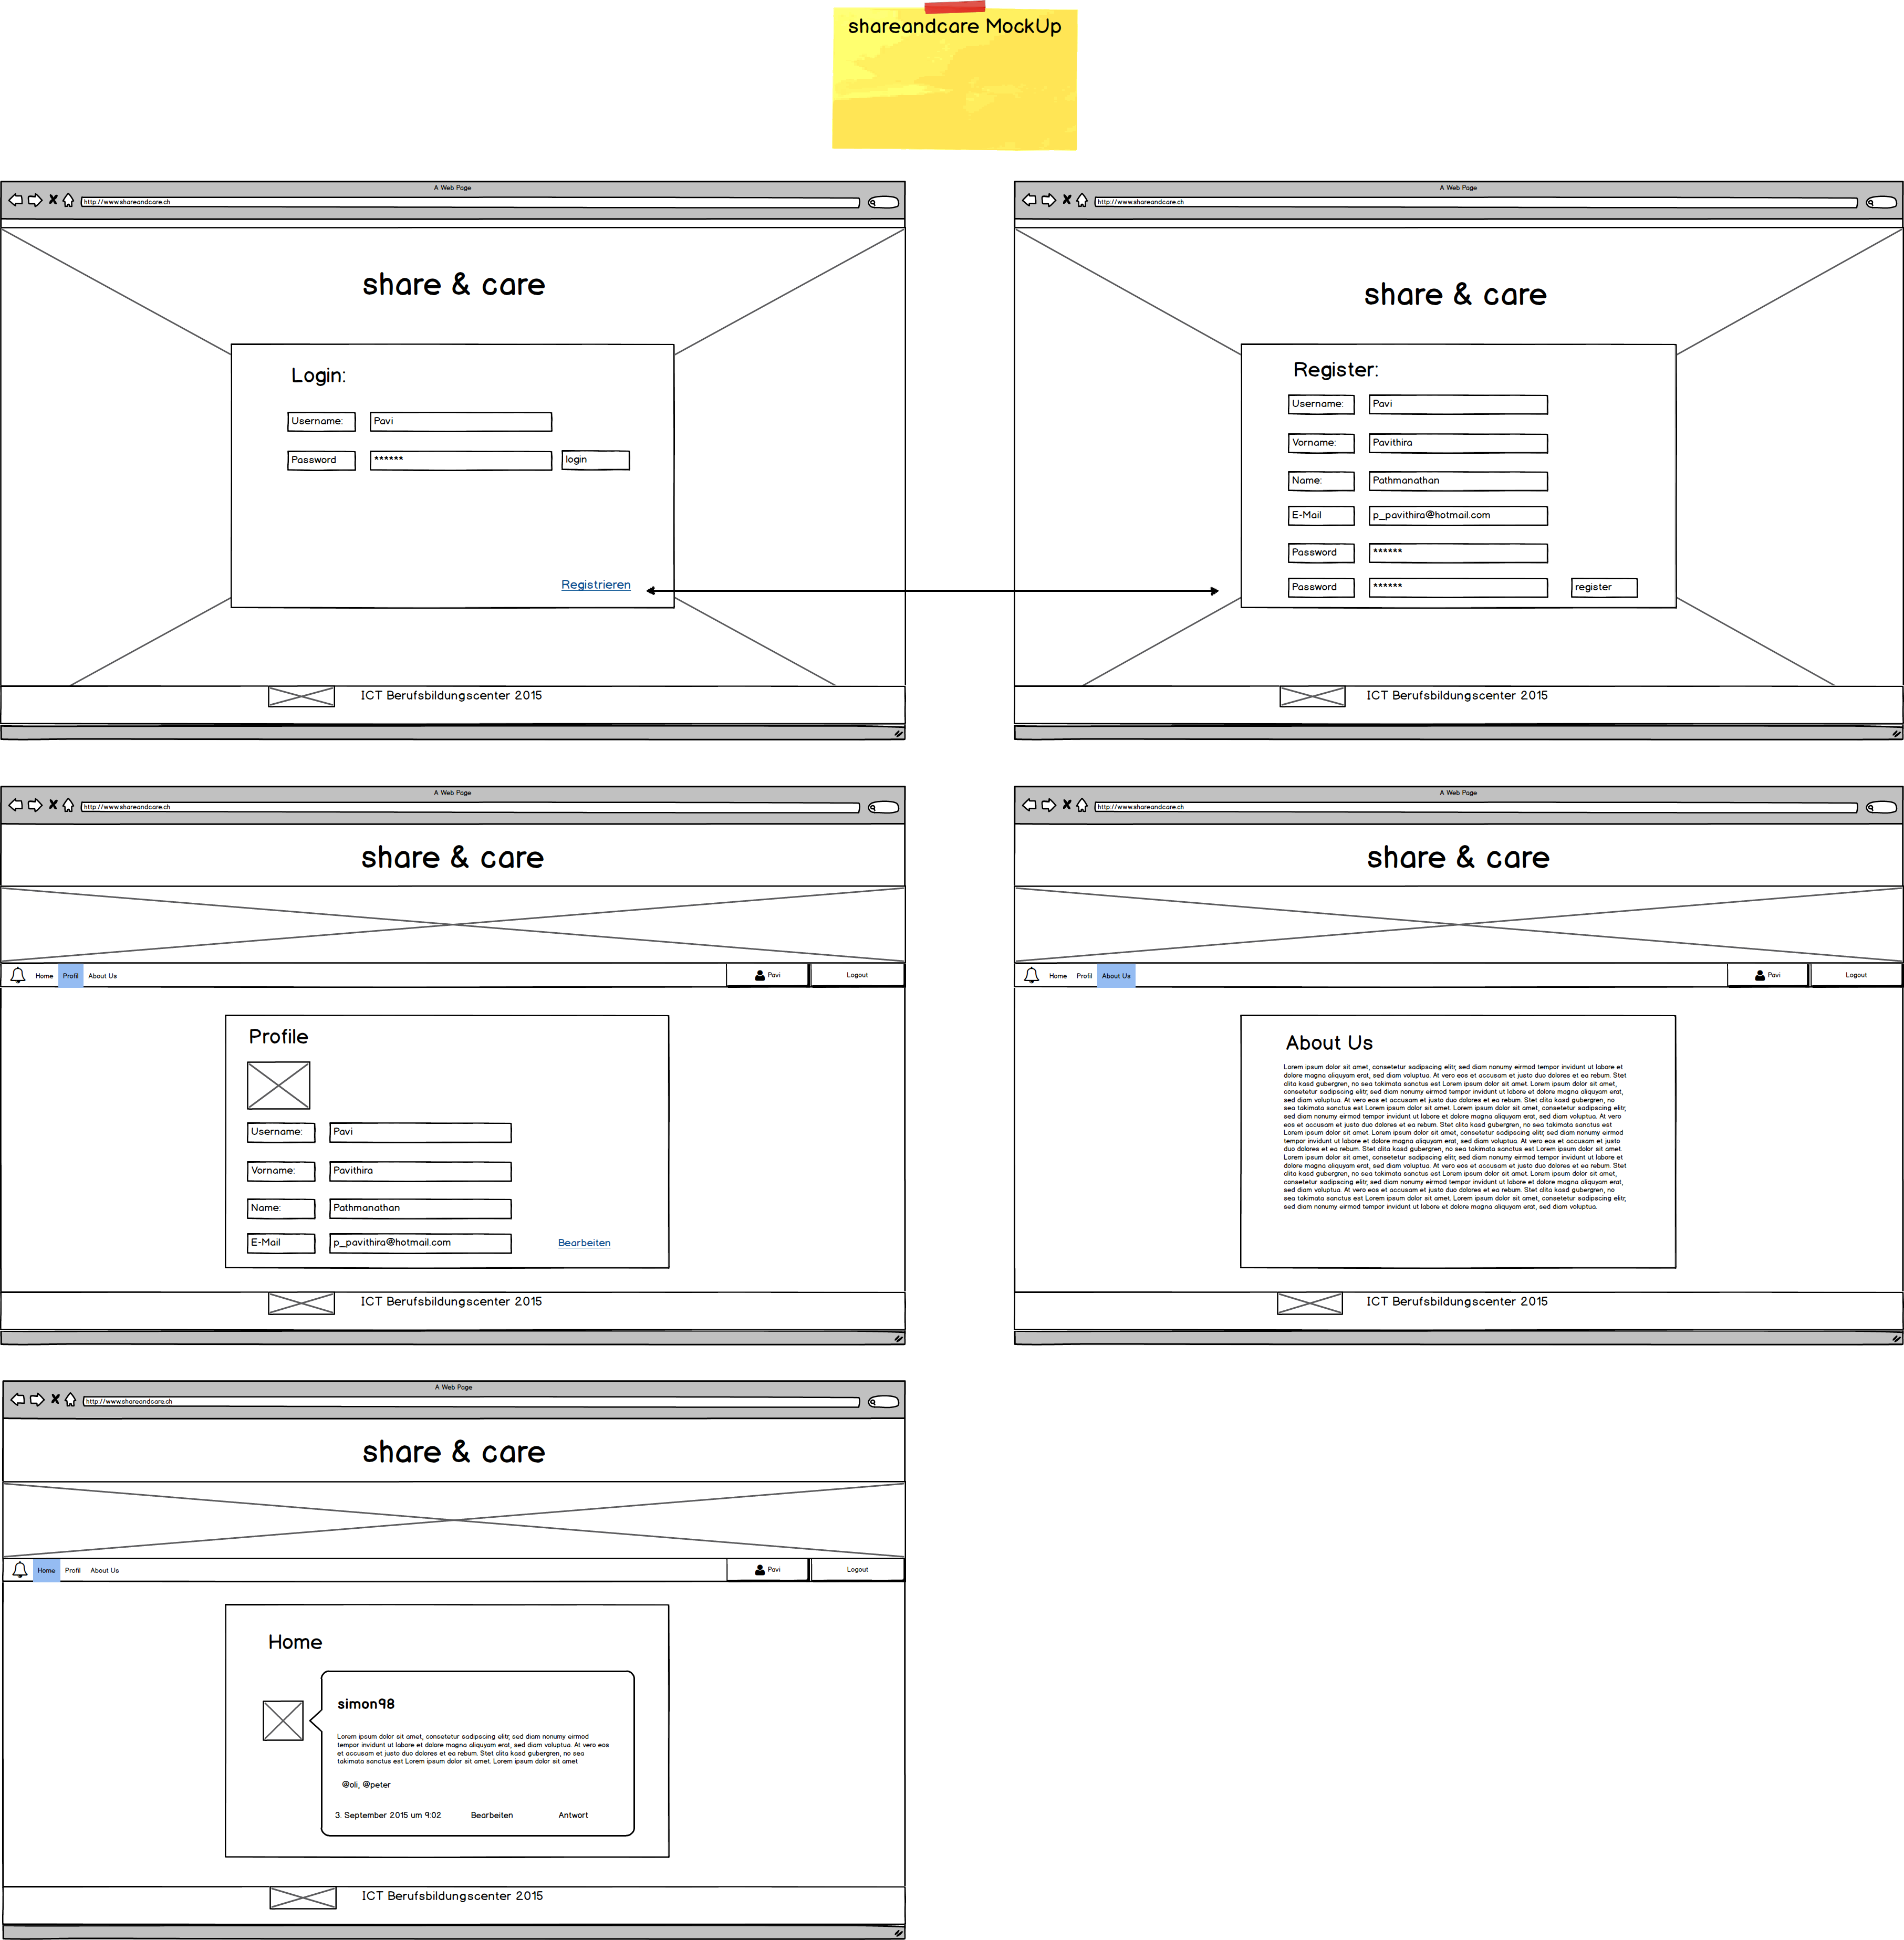 shareandcare MockUp
A Web Page
http://www.shareandcare.ch
share & care
Login:
Username: Pavi
Password ****** login
Registrieren
ICT Berufsbildungscenter 2015
A Web Page
http://www.shareandcare.ch
share & care
Register:
Username: Pavi
Vorname: Pavithira
Name: Pathmanathan
E-Mail p_pavithira@hotmail.com
Password ******
Password ****** register
ICT Berufsbildungscenter 2015
A Web Page
http://www.shareandcare.ch
share & care
Home Profil About Us Pavi Logout
Profile
Username: Pavi
Vorname: Pavithira
Name: Pathmanathan
E-Mail p_pavithira@hotmail.com Bearbeiten
ICT Berufsbildungscenter 2015
A Web Page
http://www.shareandcare.ch
share & care
Home Profil About Us Pavi Logout
About Us
Lorem ipsum dolor sit amet, consetetur sadipscing elitr, sed diam nonumy eirmod tempor invidunt ut labore et
dolore magna aliquyam erat, sed diam voluptua. At vero eos et accusam et justo duo dolores et ea rebum. Stet
clita kasd gubergren, no sea takimata sanctus est Lorem ipsum dolor sit amet. Lorem ipsum dolor sit amet,
consetetur sadipscing elitr, sed diam nonumy eirmod tempor invidunt ut labore et dolore magna aliquyam erat,
sed diam voluptua. At vero eos et accusam et justo duo dolores et ea rebum. Stet clita kasd gubergren, no
sea takimata sanctus est Lorem ipsum dolor sit amet. Lorem ipsum dolor sit amet, consetetur sadipscing elitr,
sed diam nonumy eirmod tempor invidunt ut labore et dolore magna aliquyam erat, sed diam voluptua. At vero
eos et accusam et justo duo dolores et ea rebum. Stet clita kasd gubergren, no sea takimata sanctus est
Lorem ipsum dolor sit amet. Lorem ipsum dolor sit amet, consetetur sadipscing elitr, sed diam nonumy eirmod
tempor invidunt ut labore et dolore magna aliquyam erat, sed diam voluptua. At vero eos et accusam et justo
duo dolores et ea rebum. Stet clita kasd gubergren, no sea takimata sanctus est Lorem ipsum dolor sit amet.
Lorem ipsum dolor sit amet, consetetur sadipscing elitr, sed diam nonumy eirmod tempor invidunt ut labore et
dolore magna aliquyam erat, sed diam voluptua. At vero eos et accusam et justo duo dolores et ea rebum. Stet
clita kasd gubergren, no sea takimata sanctus est Lorem ipsum dolor sit amet. Lorem ipsum dolor sit amet,
consetetur sadipscing elitr, sed diam nonumy eirmod tempor invidunt ut labore et dolore magna aliquyam erat,
sed diam voluptua. At vero eos et accusam et justo duo dolores et ea rebum. Stet clita kasd gubergren, no
sea takimata sanctus est Lorem ipsum dolor sit amet. Lorem ipsum dolor sit amet, consetetur sadipscing elitr,
sed diam nonumy eirmod tempor invidunt ut labore et dolore magna aliquyam erat, sed diam voluptua.
ICT Berufsbildungscenter 2015
A Web Page
http://www.shareandcare.ch
share & care
Home Profil About Us Pavi Logout
Home
simon98
Lorem ipsum dolor sit amet, consetetur sadipscing elitr, sed diam nonumy eirmod
tempor invidunt ut labore et dolore magna aliquyam erat, sed diam voluptua. At vero eos
et accusam et justo duo dolores et ea rebum. Stet clita kasd gubergren, no sea
takimata sanctus est Lorem ipsum dolor sit amet. Lorem ipsum dolor sit amet
@oli, @peter
3. September 2015 um 9:02 Bearbeiten Antwort
ICT Berufsbildungscenter 2015